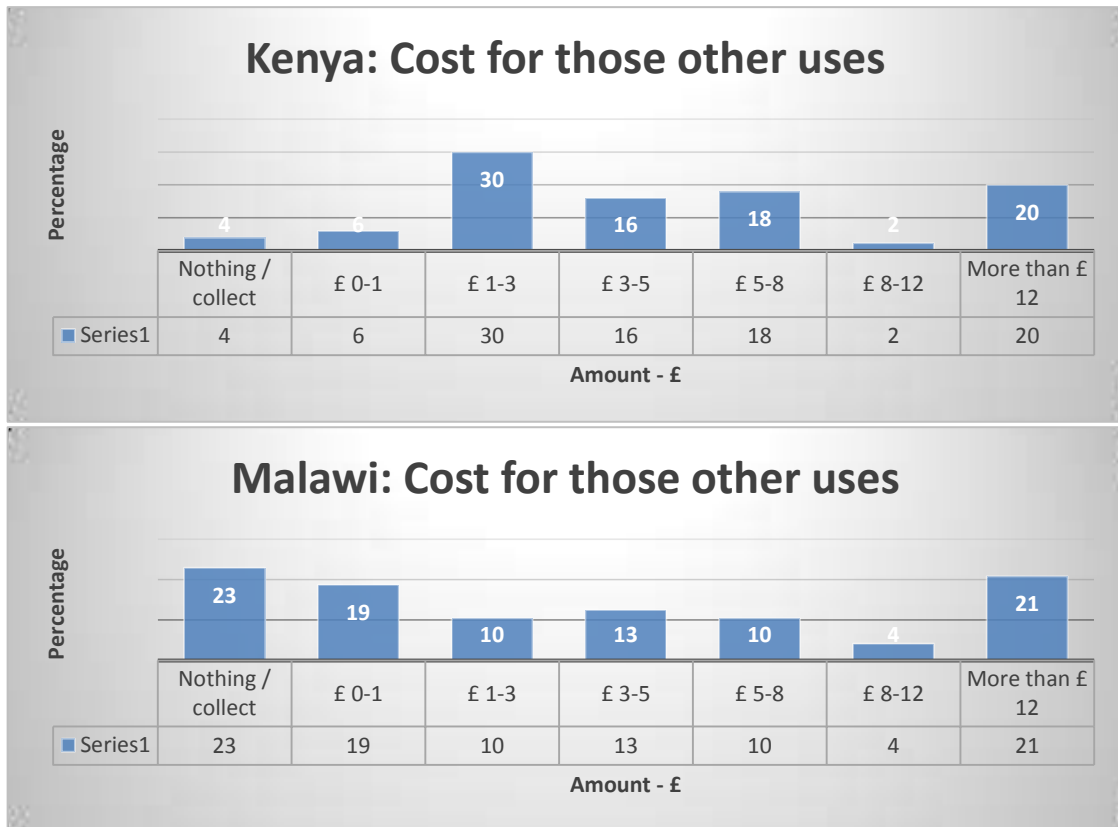 Kenya: Cost for those other uses
Percentage
4 6 30 16 18 2 20
Nothing / collect £ 0-1 £ 1-3 £ 3-5 £ 5-8 £ 8-12 More than £ 12
Series1 4 6 30 16 18 2 20
Amount - £
Malawi: Cost for those other uses
Percentage
23 19 10 13 10 4 21
Nothing / collect £ 0-1 £ 1-3 £ 3-5 £ 5-8 £ 8-12 More than £ 12
Series1 23 19 10 13 10 4 21
Amount - £